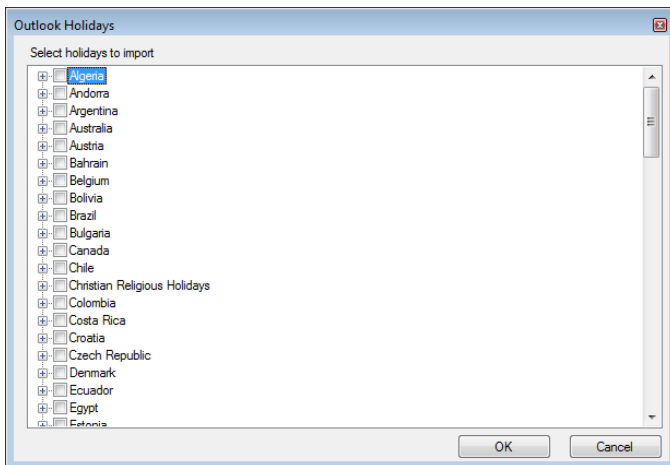 Outlook Holidays
Select holidays to import
Algeria
Andorra
Argentina
Australia
Austria
Bahrain
Belgium
Bolivia
Brazil
Bulgaria
Canada
Chile
Christian Religious Holidays
Colombia
Costa Rica
Croatia
Czech Republic
Denmark
Ecuador
Egypt
Estonia
OK Cancel